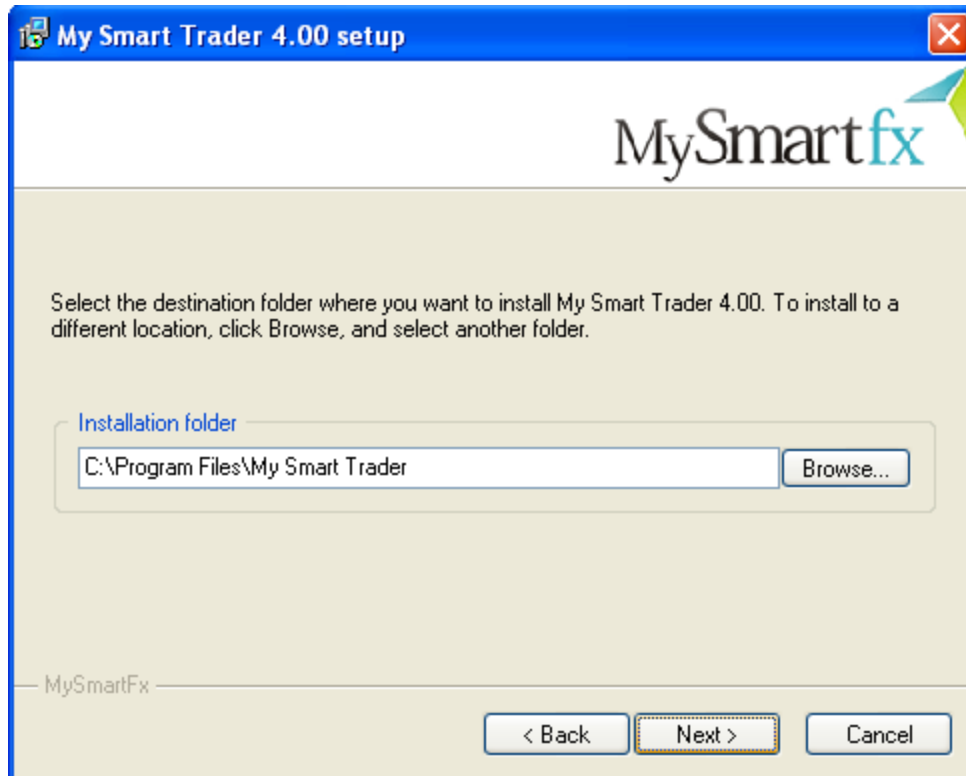 My Smart Trader 4.00 setup
MySmartfx
Select the destination folder where you want to install My Smart Trader 4.00. To install to a
different location, click Browse, and select another folder.
Installation folder
C:\Program Files\My Smart Trader
Browse...
MySmartFx
< Back
Next >
Cancel